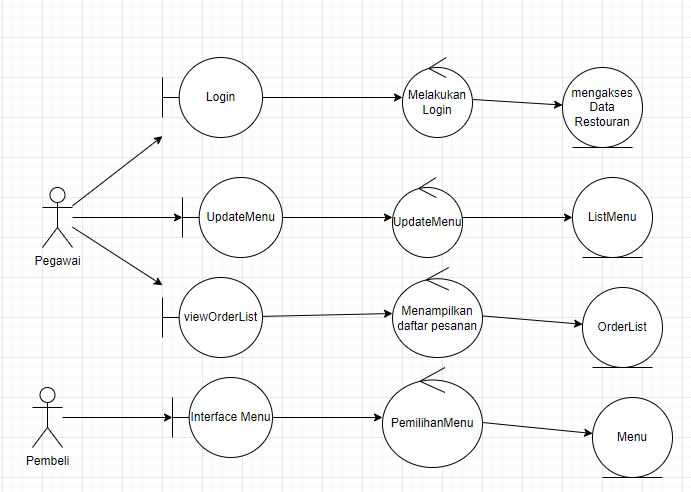 Login
Melakukan
Login
mengakses
Data
Restouran
Pegawai
UpdateMenu
UpdateMenu
ListMenu
viewOrderList
Menampilkan
daftar pesanan
OrderList
Pembeli
Interface Menu
PemilihanMenu
Menu